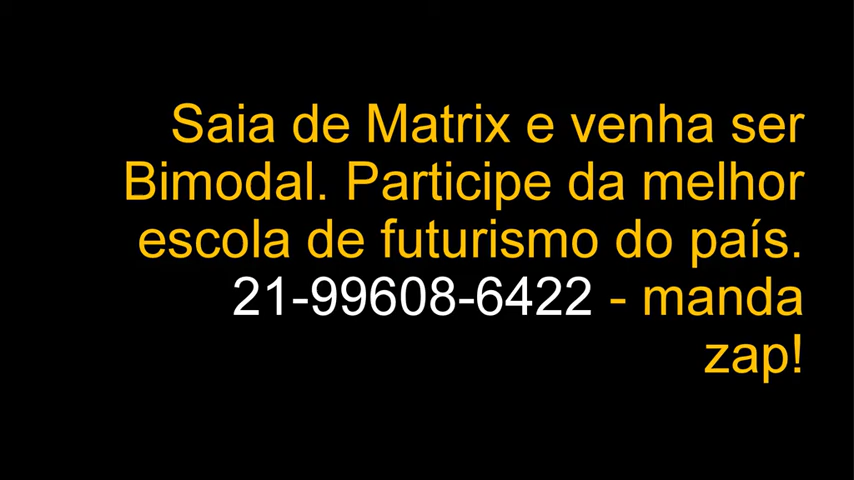 Saia de Matrix e venha ser
Bimodal. Participe da melhor
escola de futurismo do país.
21-99608-6422 - manda
zap!